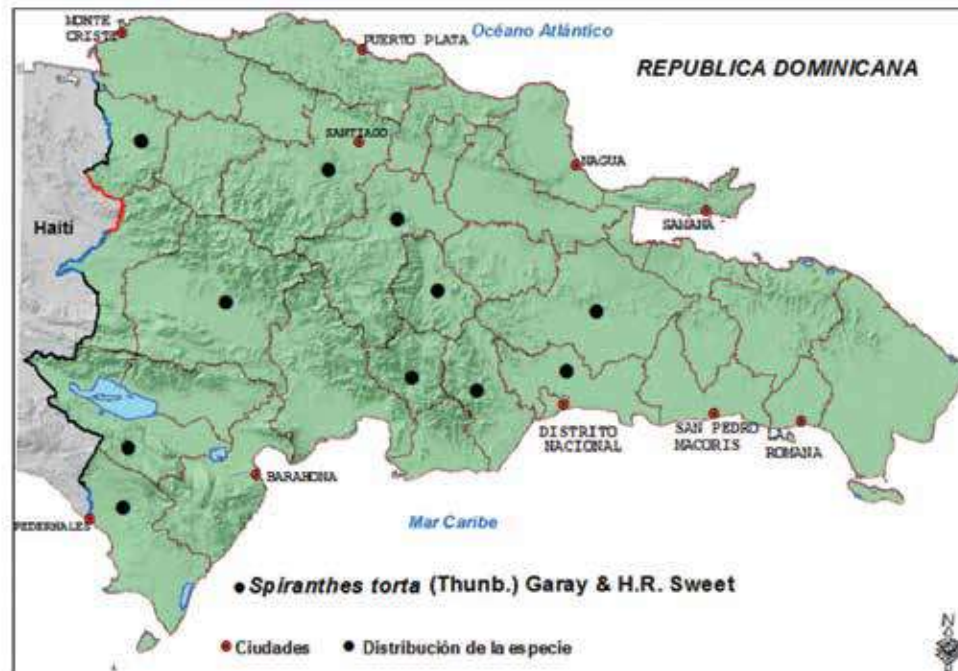 MONTE
CRISTI
PUERTO PLATA
Océano Atlántico
REPUBLICA DOMINICANA
SANTIAGO
NAGUA
SAMANA
Haití
DISTRITO
NACIONAL
SAN PEDRO
MACORIS
LA
ROMANA
BARAHONA
PEDERNALES
Mar Caribe
Spiranthes torta (Thunb.) Garay & H.R. Sweet
Ciudades
Distribución de la especie
N